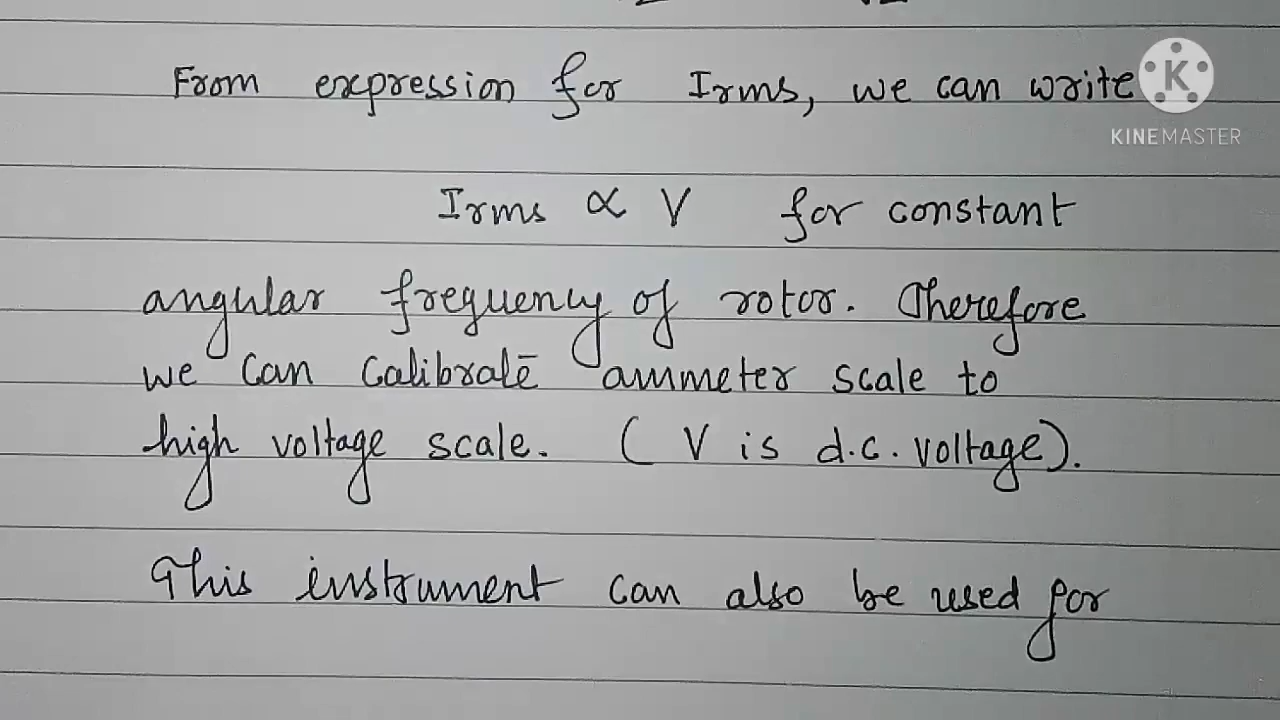 From expression for Irms, we can write
K
KINEMASTER
Irms ∝ V for constant
angular frequency of rotor. Therefore
we can calibrate ammeter scale to
high voltage scale. ( V is d.c. voltage).
This instrument can also be used for